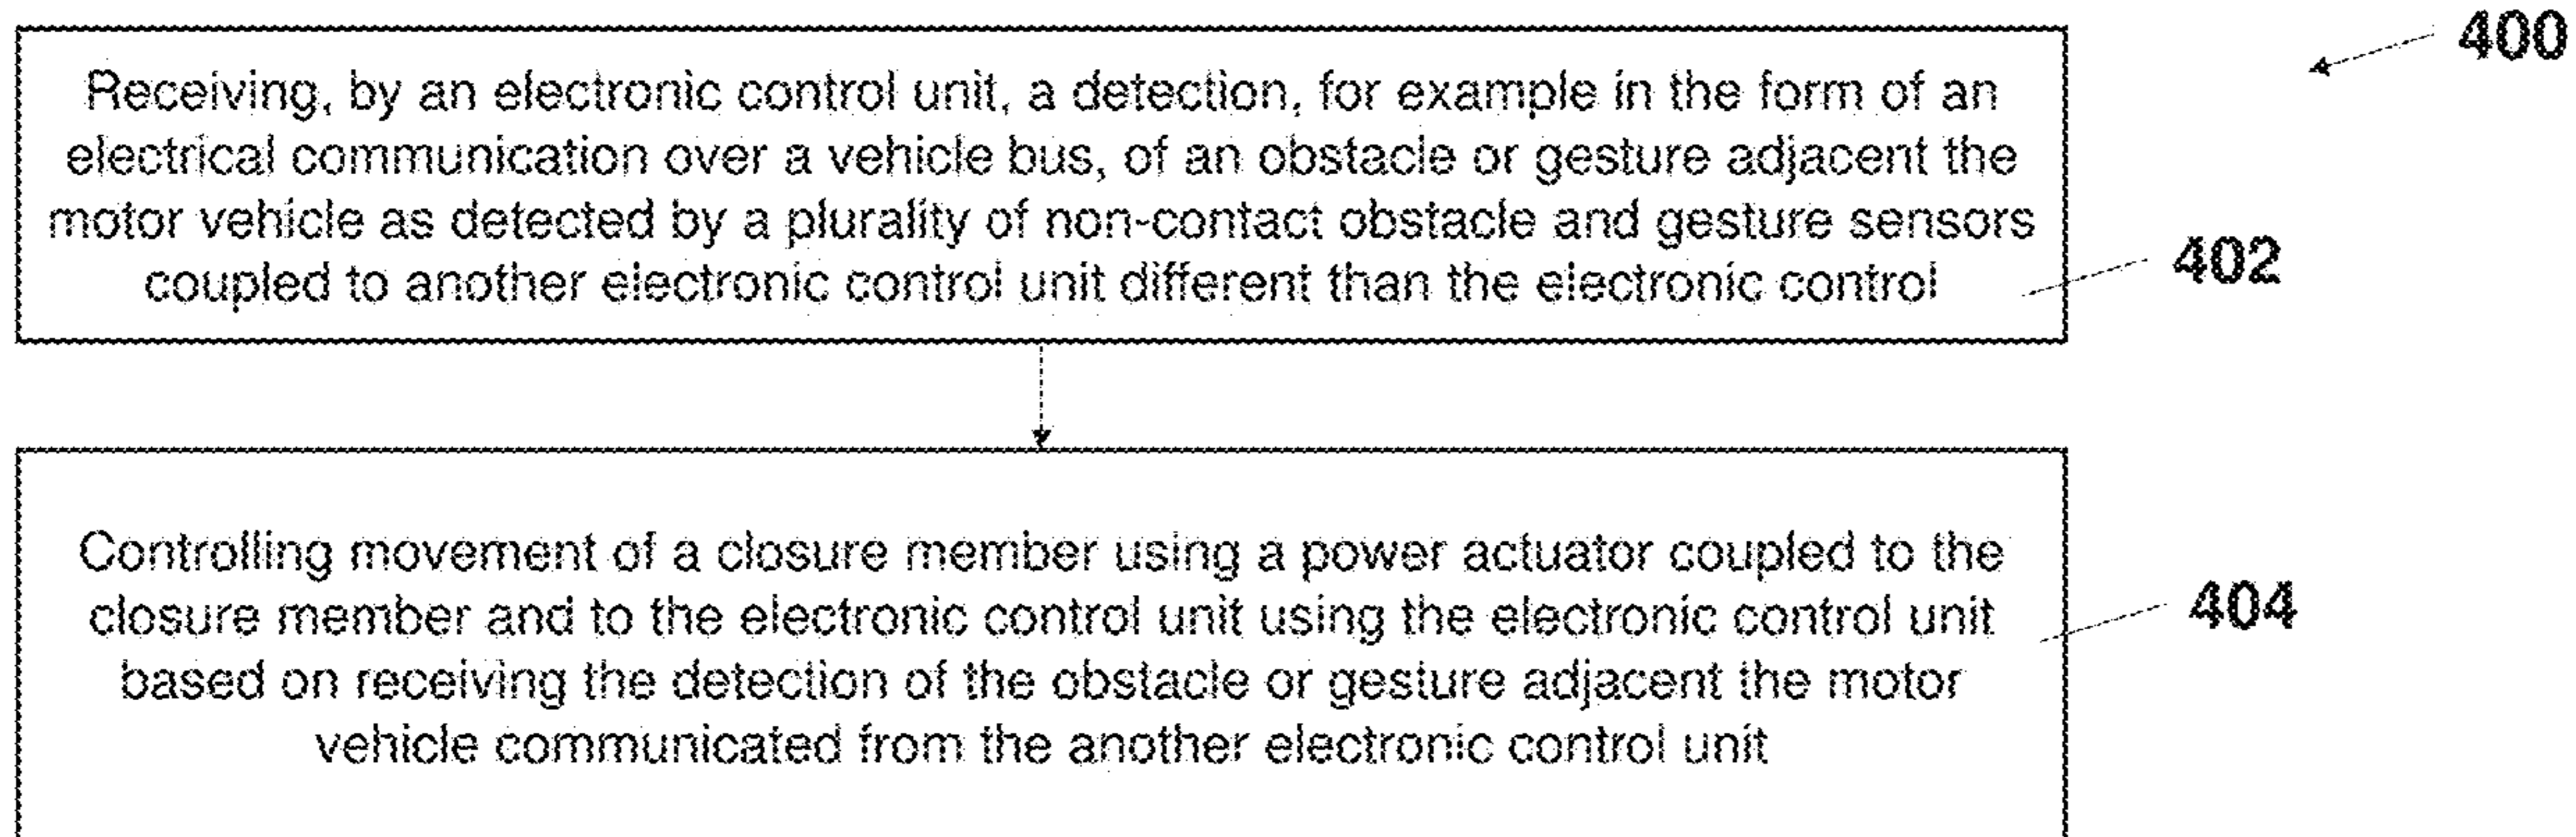 400
Receiving, by an electronic control unit, a detection, for example in the form of an
electrical communication over a vehicle bus, of an obstacle or gesture adjacent the
motor vehicle as detected by a plurality of non-contact obstacle and gesture sensors
coupled to another electronic control unit different than the electronic control
402
Controlling movement of a closure member using a power actuator coupled to the
closure member and to the electronic control unit using the electronic control unit
based on receiving the detection of the obstacle or gesture adjacent the motor
vehicle communicated from the another electronic control unit
404